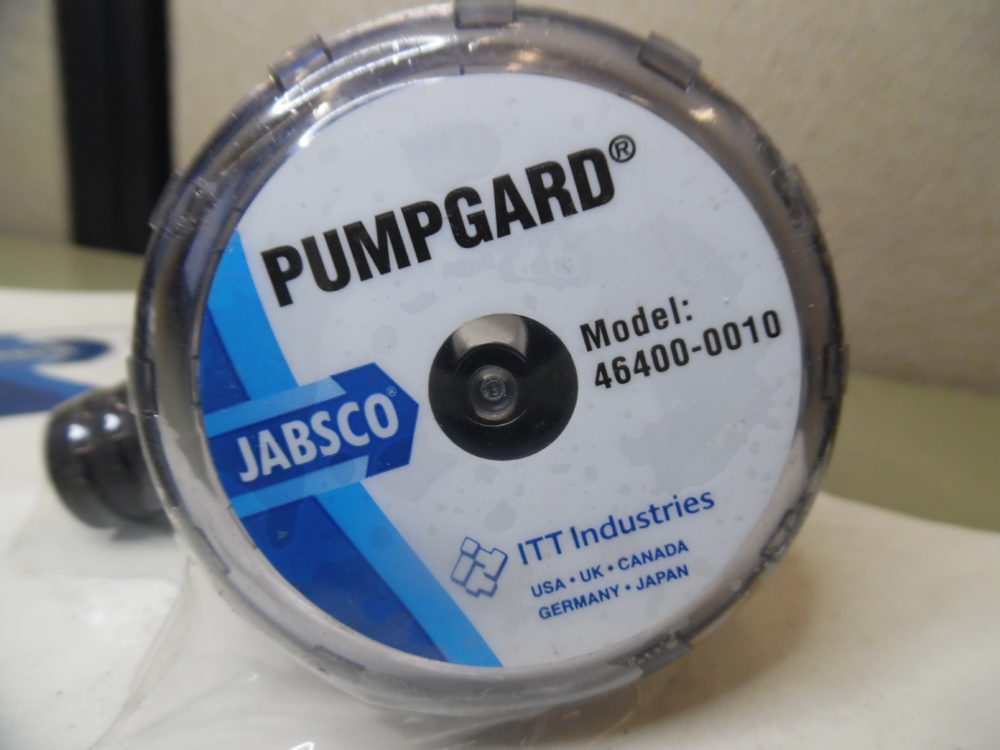 PUMPGARD®
Model:
46400-0010
JABSCO®
ITT Industries
USA • UK • CANADA
GERMANY • JAPAN